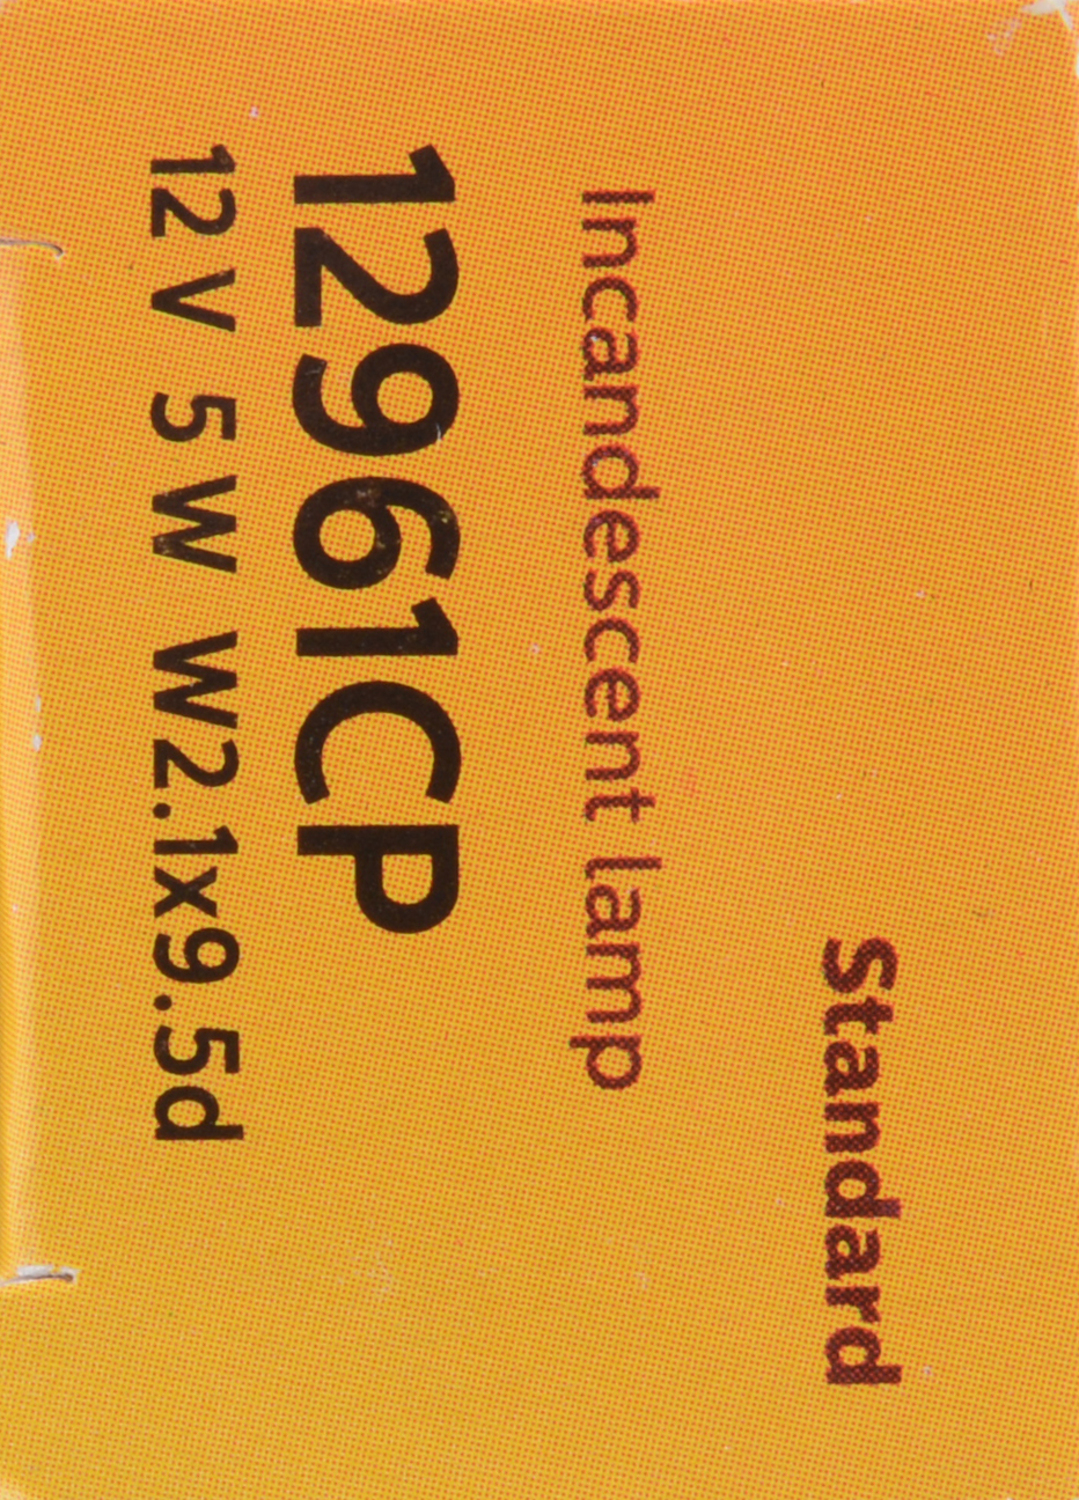 Standard
Incandescent lamp
12961CP
12 V 5 W W2.1x9.5d